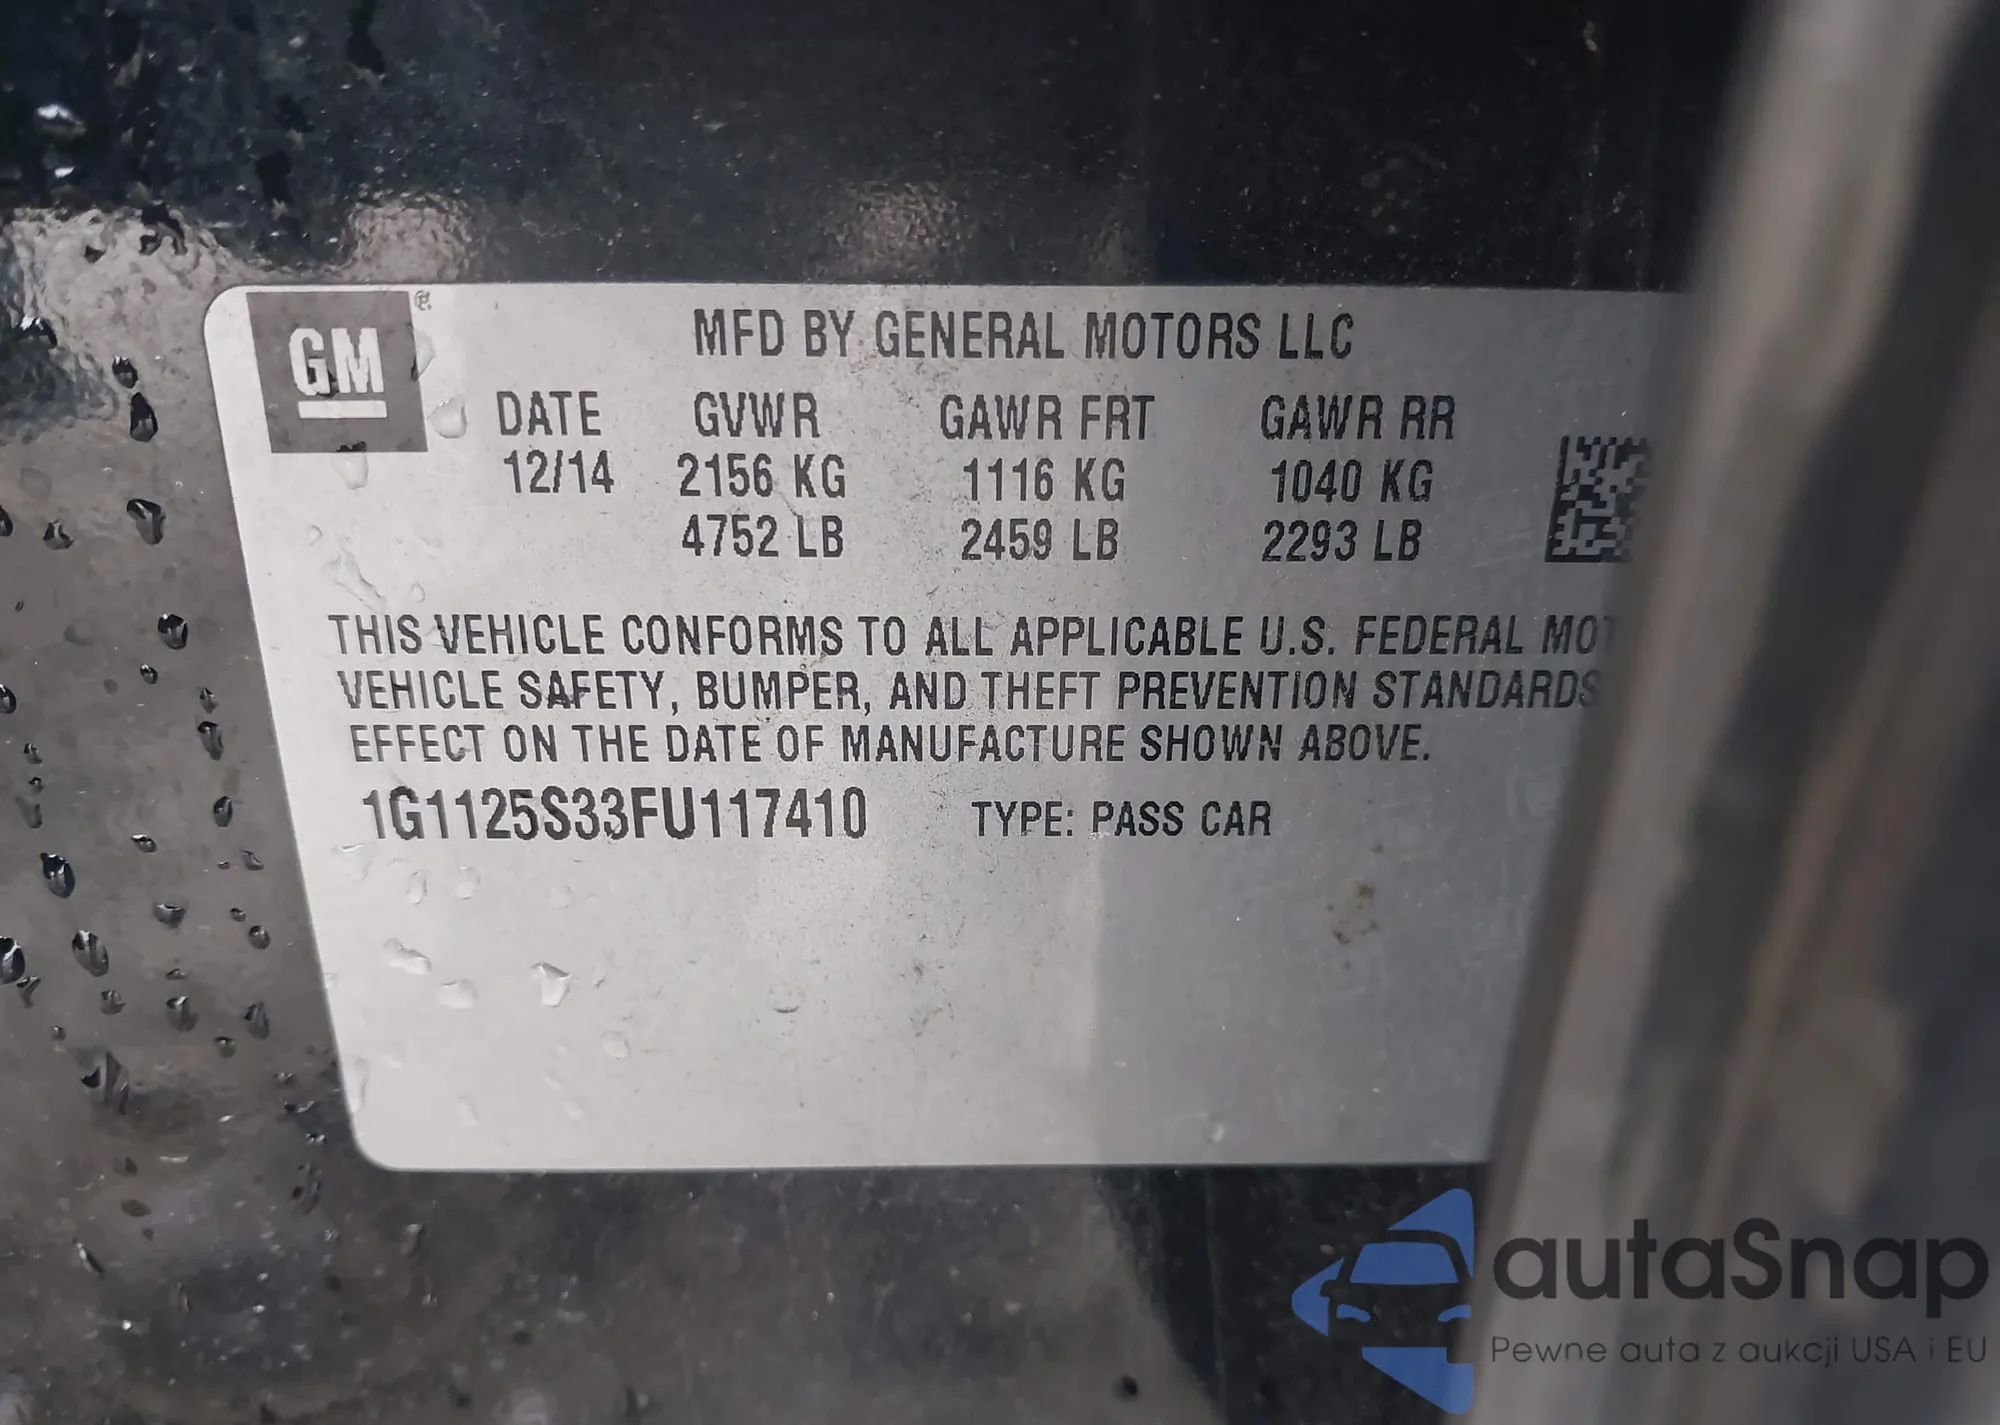 GM
MFD BY GENERAL MOTORS LLC
DATE GVWR GAWR FRT GAWR RR
12/14 2156 KG 1116 KG 1040 KG
4752 LB 2459 LB 2293 LB
THIS VEHICLE CONFORMS TO ALL APPLICABLE U.S. FEDERAL MOT
VEHICLE SAFETY, BUMPER, AND THEFT PREVENTION STANDARDS
EFFECT ON THE DATE OF MANUFACTURE SHOWN ABOVE.
1G1125S33FU117410 TYPE: PASS CAR
autaSnap
Pewne auta z aukcji USA i EU